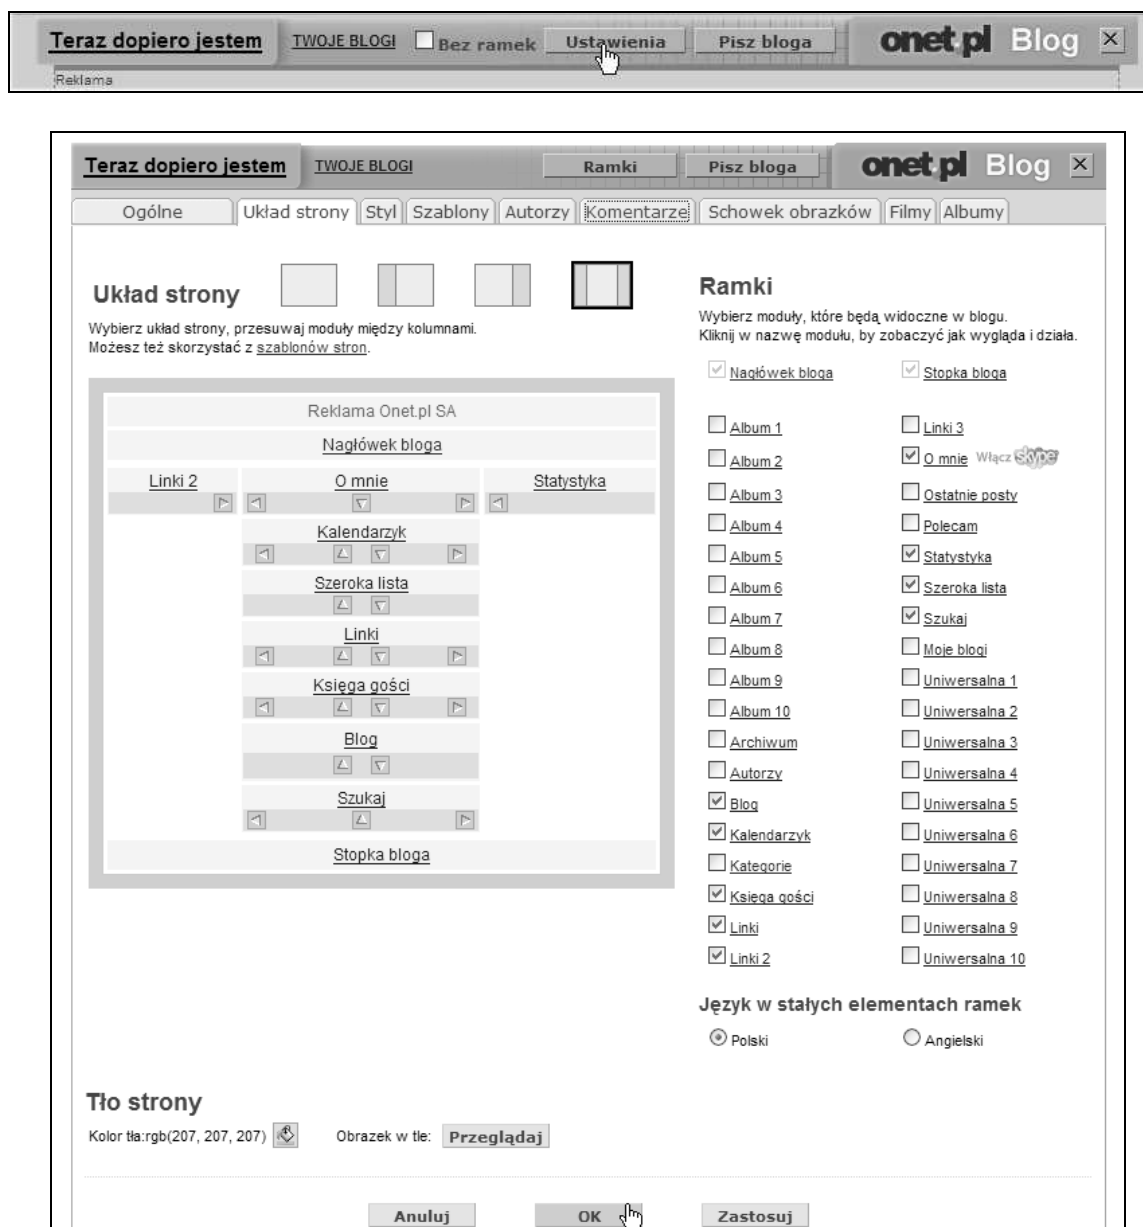 Teraz dopiero jestem TWOJE BLOGI Bez ramek Ustawienia Pisz bloga onet.pl Blog
Reklama
Teraz dopiero jestem TWOJE BLOGI Ramki Pisz bloga onet.pl Blog
Ogólne Układ strony Styl Szablony Autorzy Komentarze Schowek obrazków Filmy Albumy
Układ strony
Wybierz układ strony, przesuwaj moduły między kolumnami.
Możesz też skorzystać z szablonów stron.
Reklama Onet.pl SA
Nagłówek bloga
Linki 2 O mnie Statystyka
Kalendarzyk
Szeroka lista
Linki
Księga gości
Blog
Szukaj
Stopka bloga
Ramki
Wybierz moduły, które będą widoczne w blogu.
Kliknij w nazwę modułu, by zobaczyć jak wygląda i działa.
Nagłówek bloga Stopka bloga
Album 1 Linki 3
Album 2 O mnie Włącz skype
Album 3 Ostatnie posty
Album 4 Polecam
Album 5 Statystyka
Album 6 Szeroka lista
Album 7 Szukaj
Album 8 Moje blogi
Album 9 Uniwersalna 1
Album 10 Uniwersalna 2
Archiwum Uniwersalna 3
Autorzy Uniwersalna 4
Blog Uniwersalna 5
Kalendarzyk Uniwersalna 6
Kategorie Uniwersalna 7
Księga gości Uniwersalna 8
Linki Uniwersalna 9
Linki 2 Uniwersalna 10
Język w stałych elementach ramek
Polski Angielski
Tło strony
Kolor tła:rgb(207, 207, 207) Obrazek w tle: Przeglądaj
Anuluj OK Zastosuj